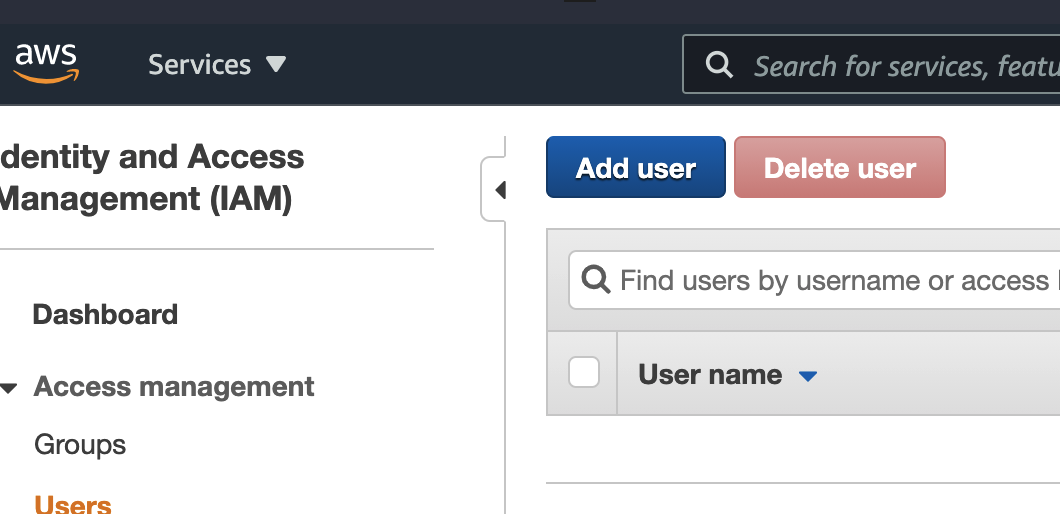 aws
Services
Search for services, featu
dentity and Access
Management (IAM)
Dashboard
Access management
Groups
Users
Add user
Delete user
Find users by username or access
User name